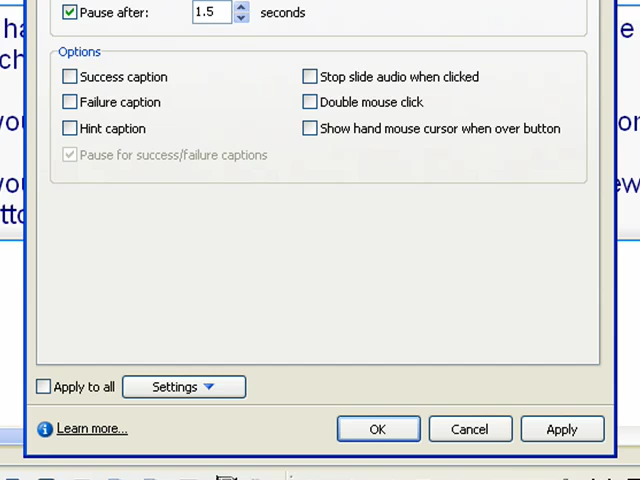 Pause after: 1.5 seconds
Options
Success caption
Stop slide audio when clicked
Failure caption
Double mouse click
Hint caption
Show hand mouse cursor when over button
Pause for success/failure captions
Apply to all
Settings
Learn more...
OK
Cancel
Apply